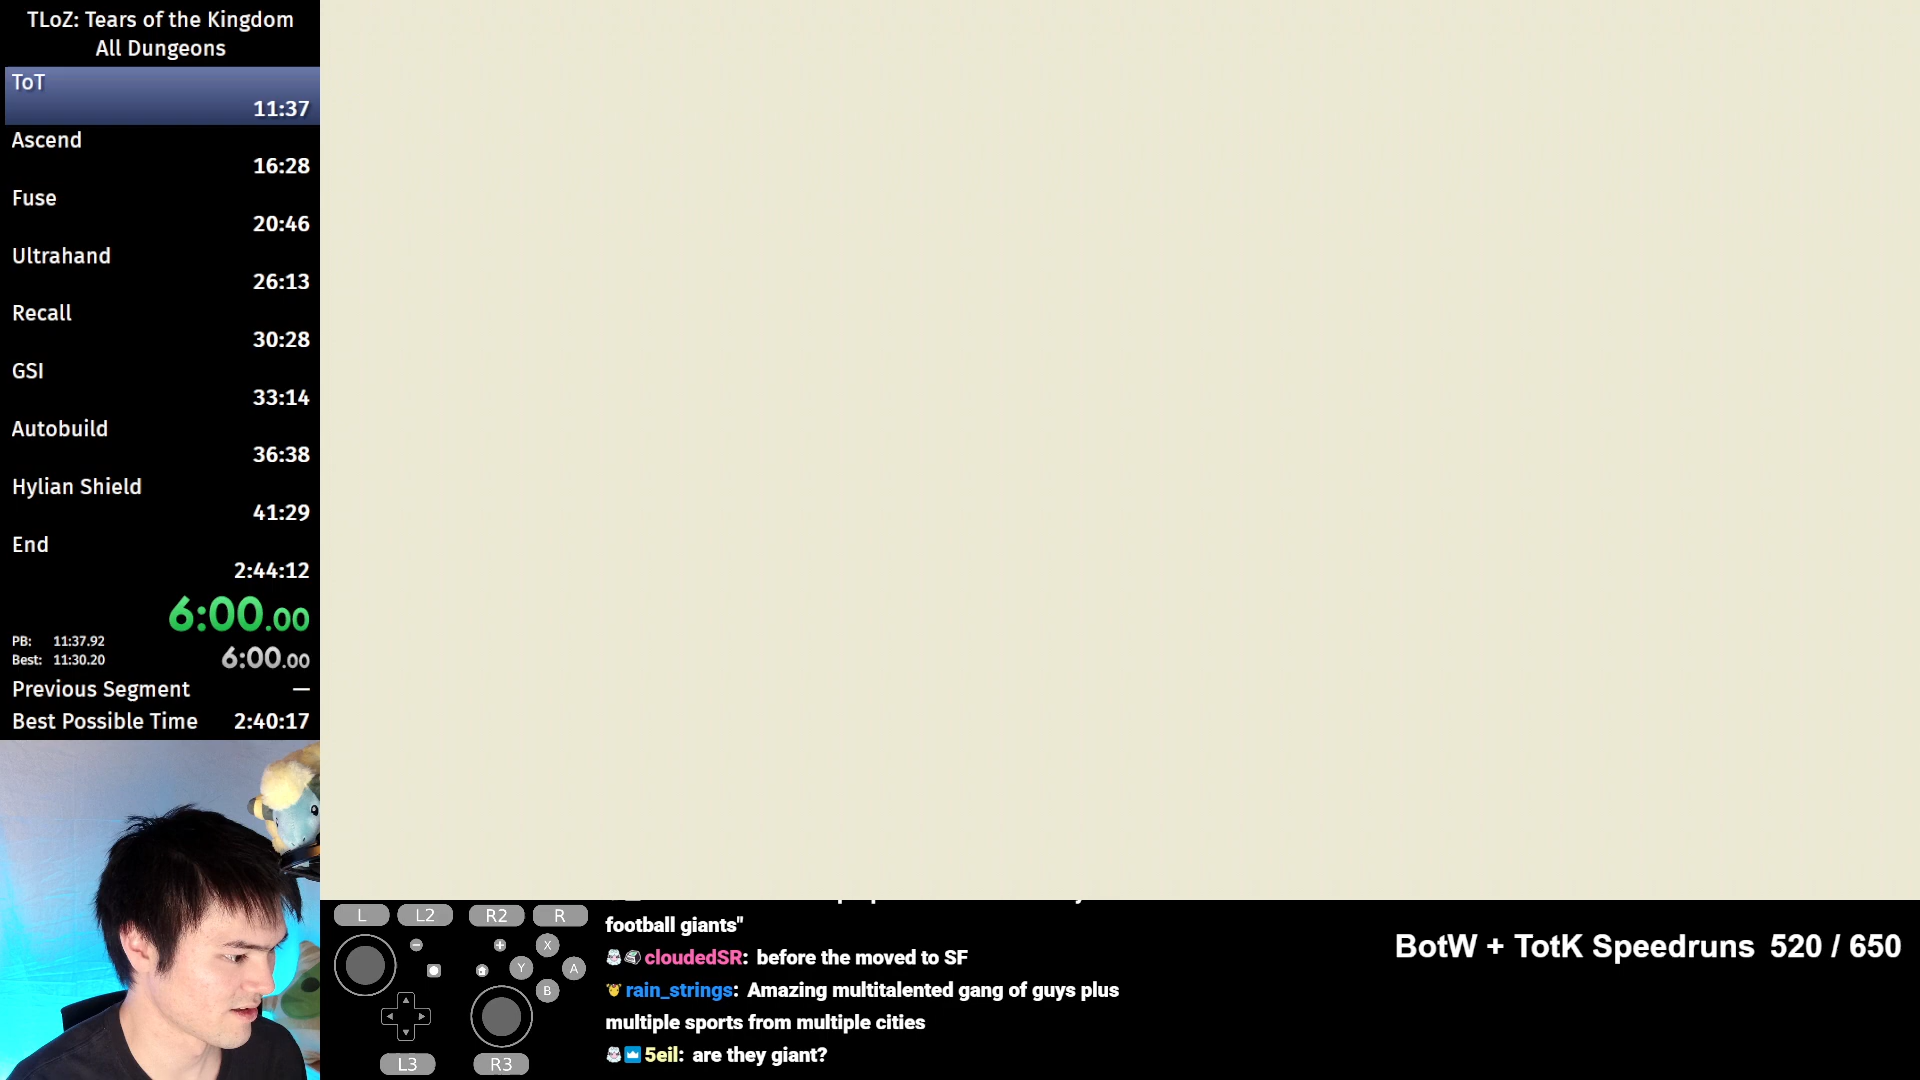 TLoZ: Tears of the Kingdom
All Dungeons
ToT
11:37
Ascend
16:28
Fuse
20:46
Ultrahand
26:13
Recall
30:28
GSI
33:14
Autobuild
36:38
Hylian Shield
41:29
End
2:44:12
6:00.00
PB: 11:37.92
Best: 11:30.20
6:00.00
Previous Segment —
Best Possible Time 2:40:17
L L2 R2 R
X
Y A
B
L3 R3
football giants"
cloudedSR: before the moved to SF
rain_strings: Amazing multitalented gang of guys plus
multiple sports from multiple cities
5eil: are they giant?
BotW + TotK Speedruns 520 / 650